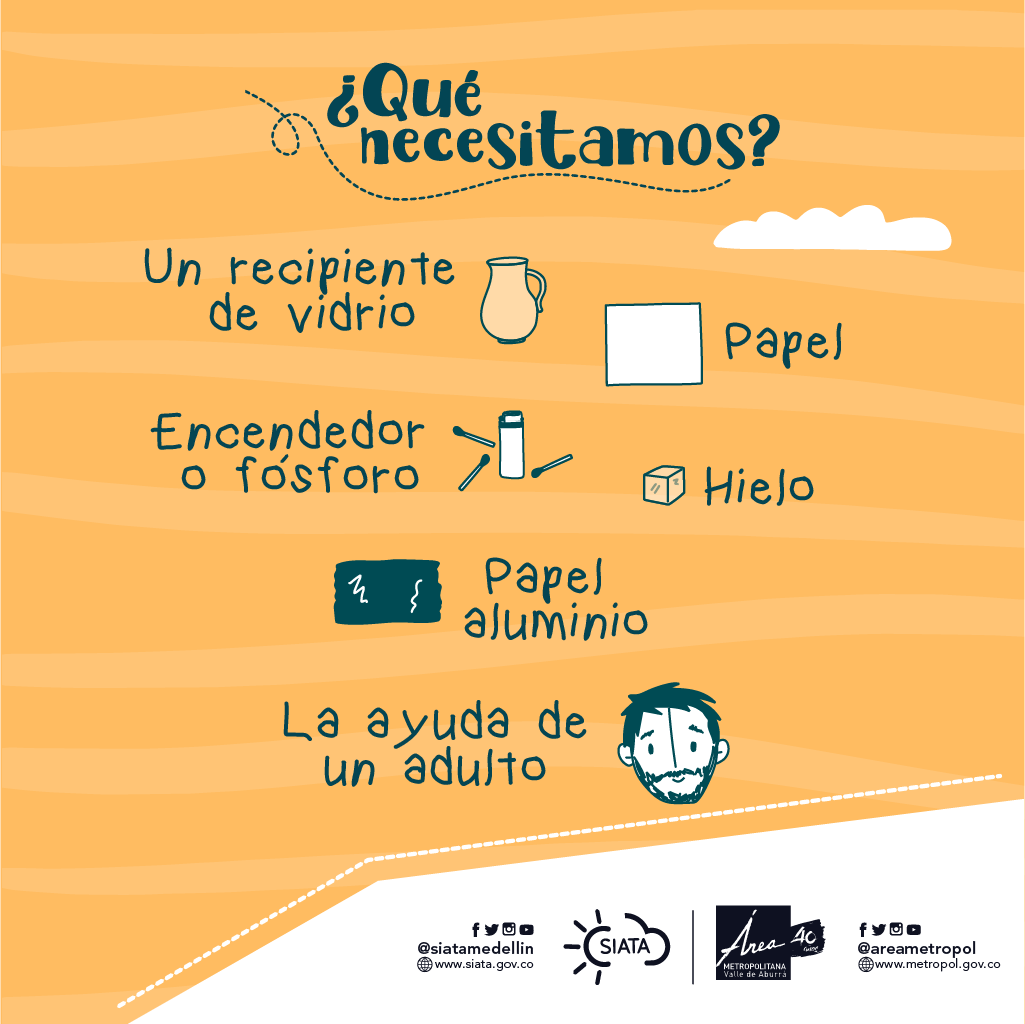 ¿Qué
necesitamos?
Un recipiente
de vidrio
Papel
Encendedor
o fósforo
Hielo
Papel
aluminio
La ayuda de
un adulto
@siatamedellin
www.siata.gov.co
SIATA
Área
40
METROPOLITANA
Valle de Aburrá
@areametropol
www.metropol.gov.co